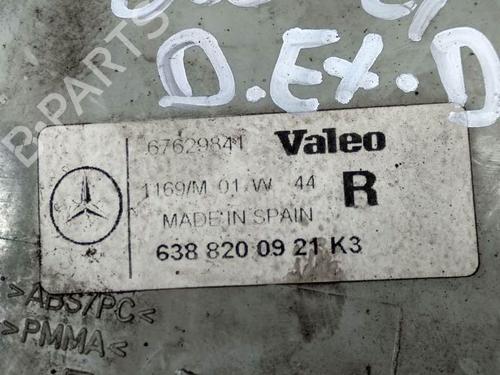 D.EX.D
67629841 Valeo
1169/M 01.W 44 R
MADE IN SPAIN
638 820 09 21 K3
>ABS/PC<
>PMMA<
B-PARTS